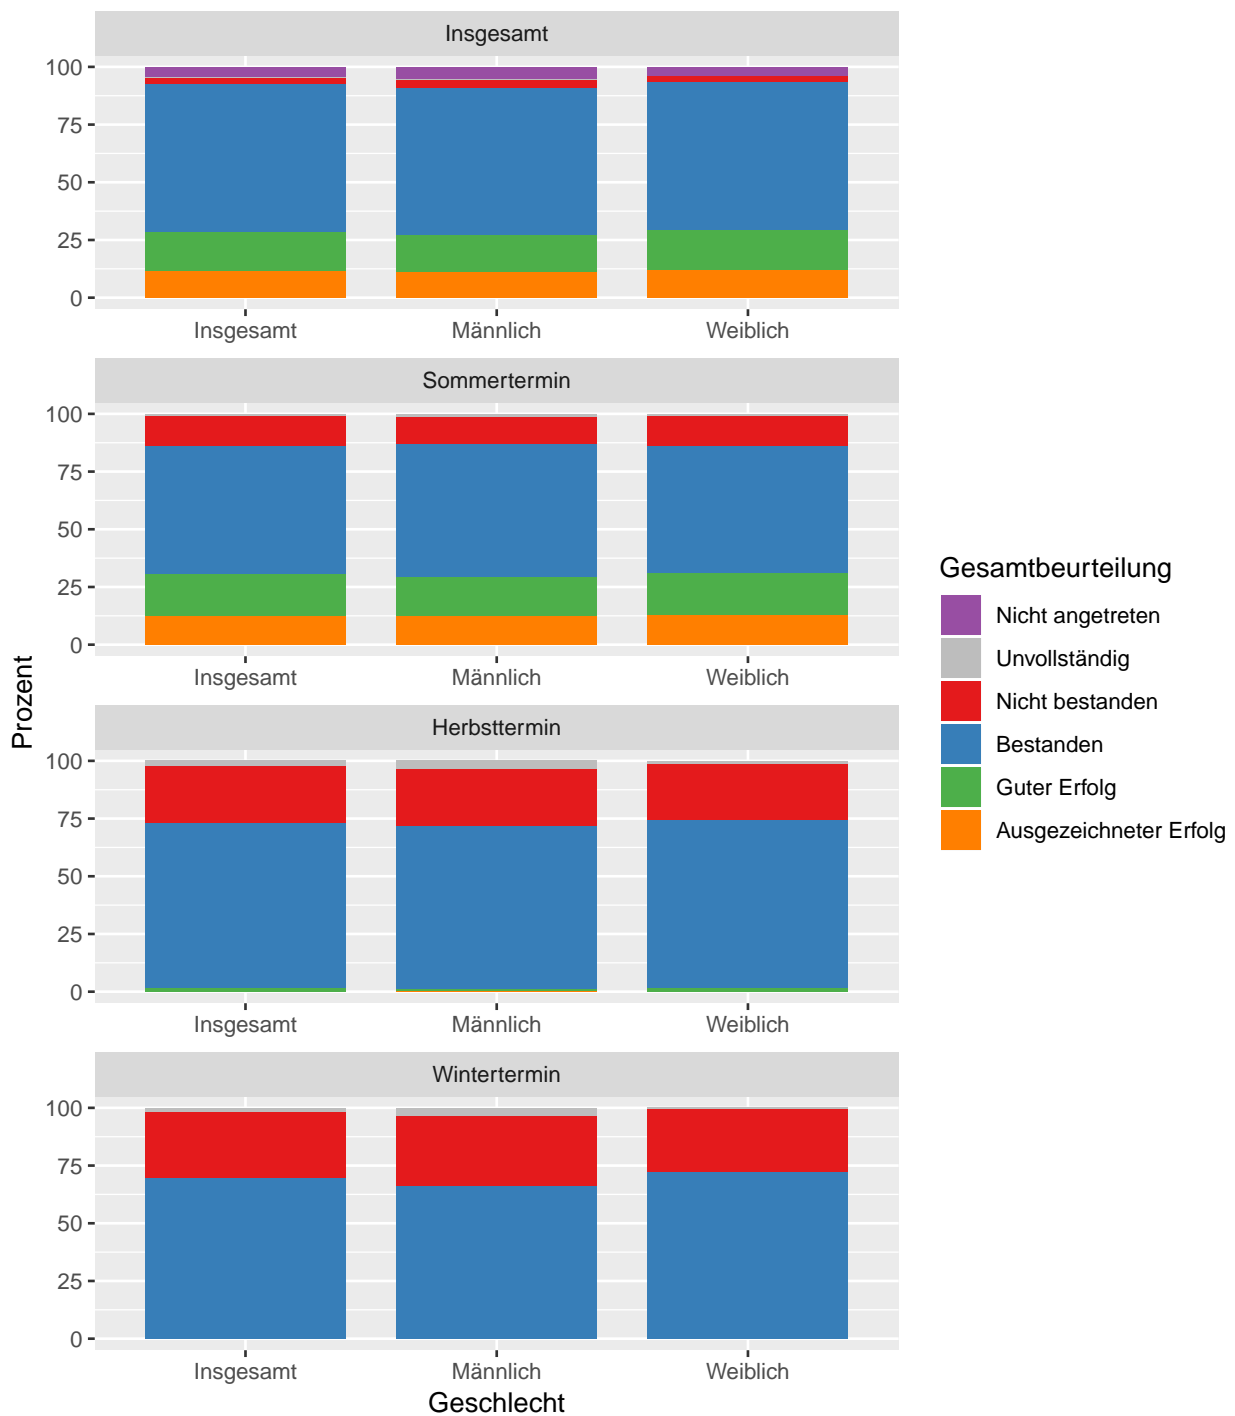 Insgesamt
100
75
50
25
0
Insgesamt Männlich Weiblich
Sommertermin
100
75
50
25
0
Insgesamt Männlich Weiblich
Herbsttermin
100
75
50
25
0
Insgesamt Männlich Weiblich
Wintertermin
100
75
50
25
0
Insgesamt Männlich Weiblich
Geschlecht
Prozent
Gesamtbeurteilung
Nicht angetreten
Unvollständig
Nicht bestanden
Bestanden
Guter Erfolg
Ausgezeichneter Erfolg